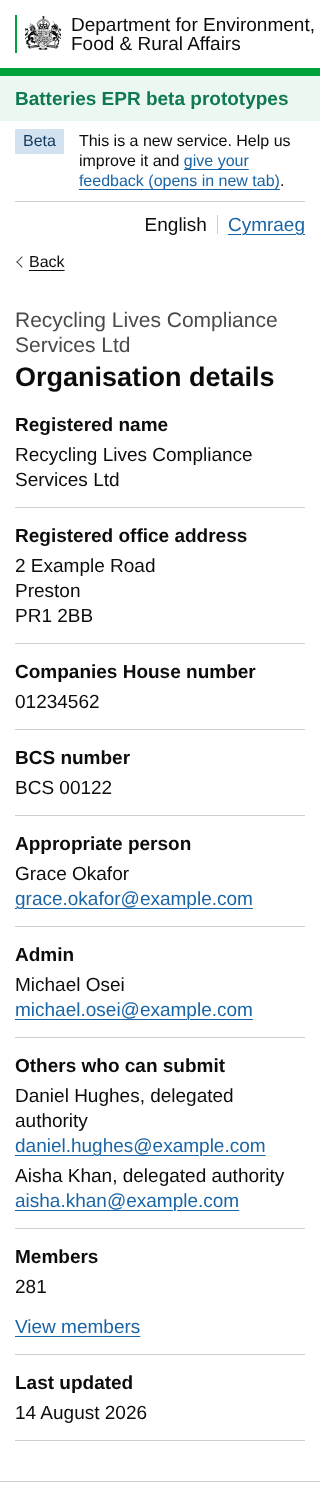 Department for Environment,
Food & Rural Affairs
Batteries EPR beta prototypes
Beta
This is a new service. Help us
improve it and give your
feedback (opens in new tab).
English
Cymraeg
Back
Recycling Lives Compliance
Services Ltd
Organisation details
Registered name
Recycling Lives Compliance
Services Ltd
Registered office address
2 Example Road
Preston
PR1 2BB
Companies House number
01234562
BCS number
BCS 00122
Appropriate person
Grace Okafor
grace.okafor@example.com
Admin
Michael Osei
michael.osei@example.com
Others who can submit
Daniel Hughes, delegated
authority
daniel.hughes@example.com
Aisha Khan, delegated authority
aisha.khan@example.com
Members
281
View members
Last updated
14 August 2026